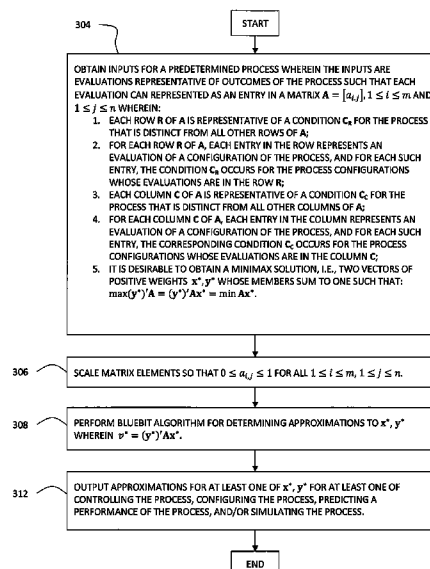 304
START
OBTAIN INPUTS FOR A PREDETERMINED PROCESS WHEREIN THE INPUTS ARE
EVALUATIONS REPRESENTATIVE OF OUTCOMES OF THE PROCESS SUCH THAT EACH
EVALUATION CAN REPRESENTED AS AN ENTRY IN A MATRIX A = [a_{i,j}], 1 ≤ i ≤ m AND
1 ≤ j ≤ n WHEREIN:
1. EACH ROW R OF A IS REPRESENTATIVE OF A CONDITION C_R FOR THE PROCESS
THAT IS DISTINCT FROM ALL OTHER ROWS OF A;
2. FOR EACH ROW R OF A, EACH ENTRY IN THE ROW REPRESENTS AN
EVALUATION OF A CONFIGURATION OF THE PROCESS, AND FOR EACH SUCH
ENTRY, THE CONDITION C_R OCCURS FOR THE PROCESS CONFIGURATIONS
WHOSE EVALUATIONS ARE IN THE ROW R;
3. EACH COLUMN C OF A IS REPRESENTATIVE OF A CONDITION C_C FOR THE
PROCESS THAT IS DISTINCT FROM ALL OTHER COLUMNS OF A;
4. FOR EACH COLUMN C OF A, EACH ENTRY IN THE COLUMN REPRESENTS AN
EVALUATION OF A CONFIGURATION OF THE PROCESS, AND FOR EACH SUCH
ENTRY, THE CORRESPONDING CONDITION C_C OCCURS FOR THE PROCESS
CONFIGURATIONS WHOSE EVALUATIONS ARE IN THE COLUMN C;
5. IT IS DESIRABLE TO OBTAIN A MINIMAX SOLUTION, I.E., TWO VECTORS OF
POSITIVE WEIGHTS x*, y* WHOSE MEMBERS SUM TO ONE SUCH THAT:
max(y*)'A = (y*)'Ax* = min Ax*.
306
SCALE MATRIX ELEMENTS SO THAT 0 ≤ a_{i,j} ≤ 1 FOR ALL 1 ≤ i ≤ m, 1 ≤ j ≤ n.
308
PERFORM BLUEBIT ALGORITHM FOR DETERMINING APPROXIMATIONS TO x*, y*
WHEREIN v* = (y*)'Ax*.
312
OUTPUT APPROXIMATIONS FOR AT LEAST ONE OF x*, y* FOR AT LEAST ONE OF
CONTROLLING THE PROCESS, CONFIGURING THE PROCESS, PREDICTING A
PERFORMANCE OF THE PROCESS, AND/OR SIMULATING THE PROCESS.
END